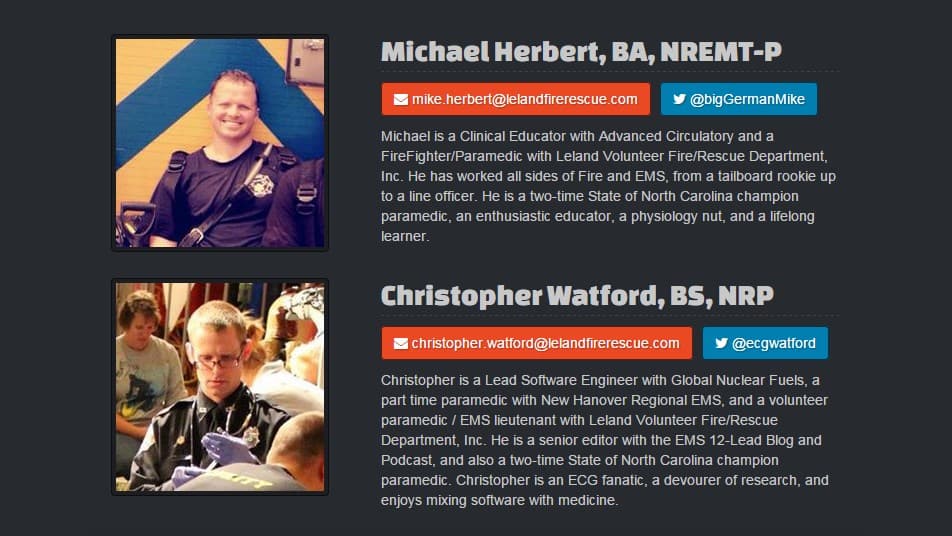 Michael Herbert, BA, NREMT-P
mike.herbert@lelandfirerescue.com @bigGermanMike
Michael is a Clinical Educator with Advanced Circulatory and a
FireFighter/Paramedic with Leland Volunteer Fire/Rescue Department,
Inc. He has worked all sides of Fire and EMS, from a tailboard rookie up
to a line officer. He is a two-time State of North Carolina champion
paramedic, an enthusiastic educator, a physiology nut, and a lifelong
learner.
Christopher Watford, BS, NRP
christopher.watford@lelandfirerescue.com @ecgwatford
Christopher is a Lead Software Engineer with Global Nuclear Fuels, a
part time paramedic with New Hanover Regional EMS, and a volunteer
paramedic / EMS lieutenant with Leland Volunteer Fire/Rescue
Department, Inc. He is a senior editor with the EMS 12-Lead Blog and
Podcast, and also a two-time State of North Carolina champion
paramedic. Christopher is an ECG fanatic, a devourer of research, and
enjoys mixing software with medicine.